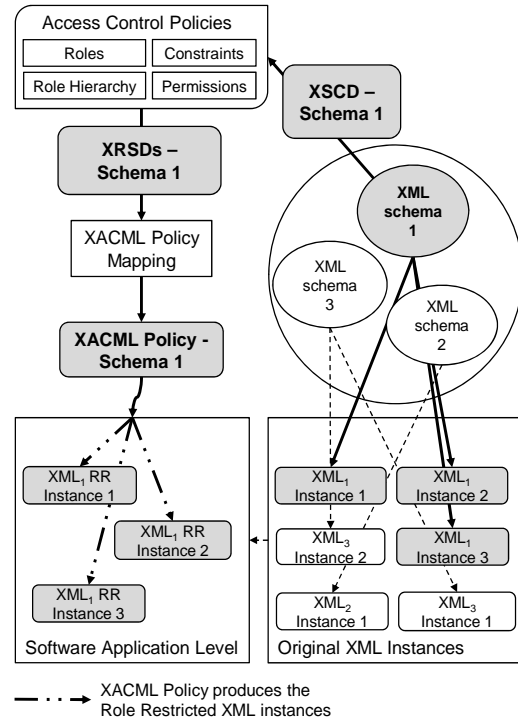 Access Control Policies
Roles
Constraints
Role Hierarchy
Permissions
XSCD –
Schema 1
XRSDs –
Schema 1
XML
schema
1
XACML Policy
Mapping
XML
schema
3
XML
schema
2
XACML Policy -
Schema 1
XML1 RR
Instance 1
XML1 RR
Instance 2
XML1 RR
Instance 3
Software Application Level
XML1
Instance 1
XML1
Instance 2
XML3
Instance 2
XML1
Instance 3
XML2
Instance 1
XML3
Instance 1
Original XML Instances
XACML Policy produces the
Role Restricted XML instances